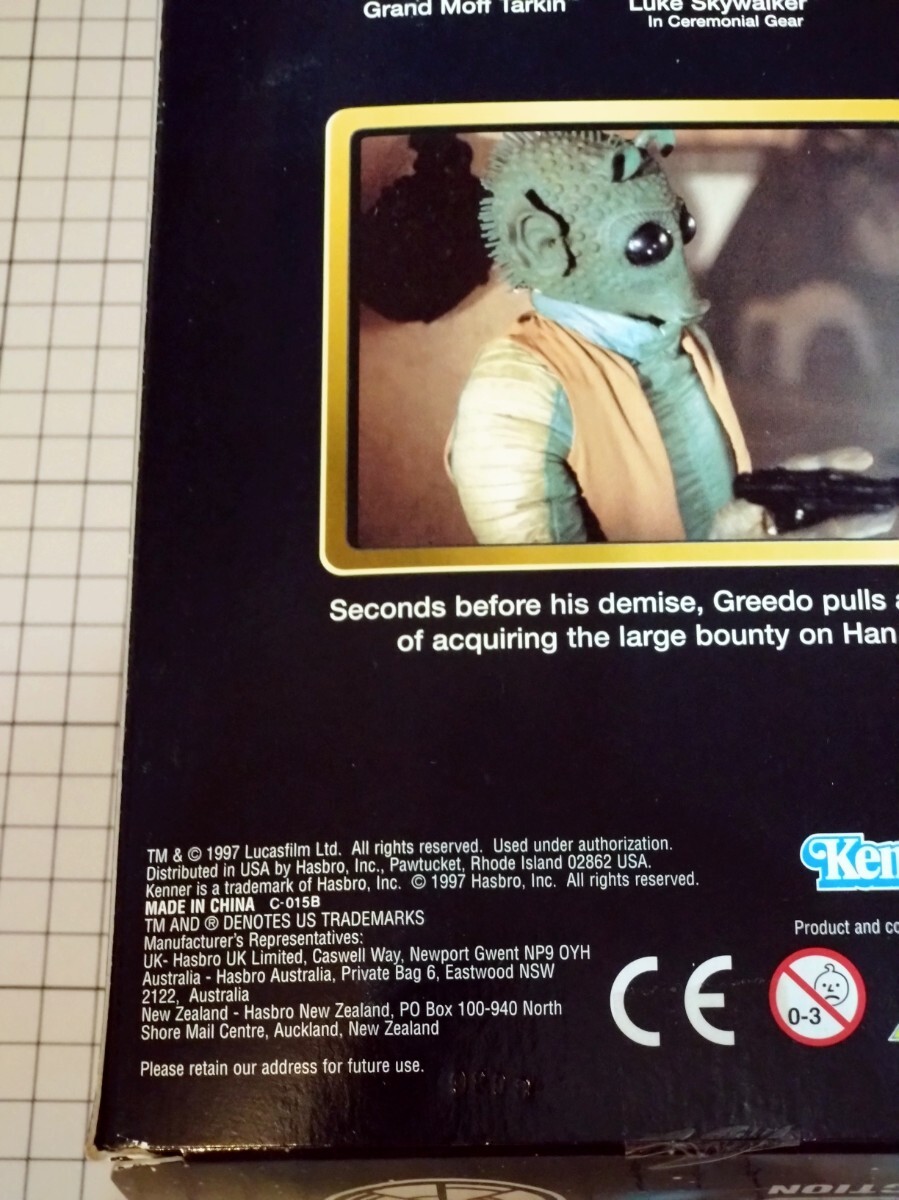 Grand Moff Tarkin™
Luke Skywalker
In Ceremonial Gear
Seconds before his demise, Greedo pulls
of acquiring the large bounty on Han
TM & © 1997 Lucasfilm Ltd. All rights reserved. Used under authorization.
Distributed in USA by Hasbro, Inc., Pawtucket, Rhode Island 02862 USA.
Kenner is a trademark of Hasbro, Inc. © 1997 Hasbro, Inc. All rights reserved.
MADE IN CHINA C-015B
TM AND ® DENOTES US TRADEMARKS
Manufacturer's Representatives:
UK- Hasbro UK Limited, Caswell Way, Newport Gwent NP9 OYH
Australia - Hasbro Australia, Private Bag 6, Eastwood NSW
2122, Australia
New Zealand - Hasbro New Zealand, PO Box 100-940 North
Shore Mail Centre, Auckland, New Zealand
Please retain our address for future use.
Ken
Product and
CE
0-3